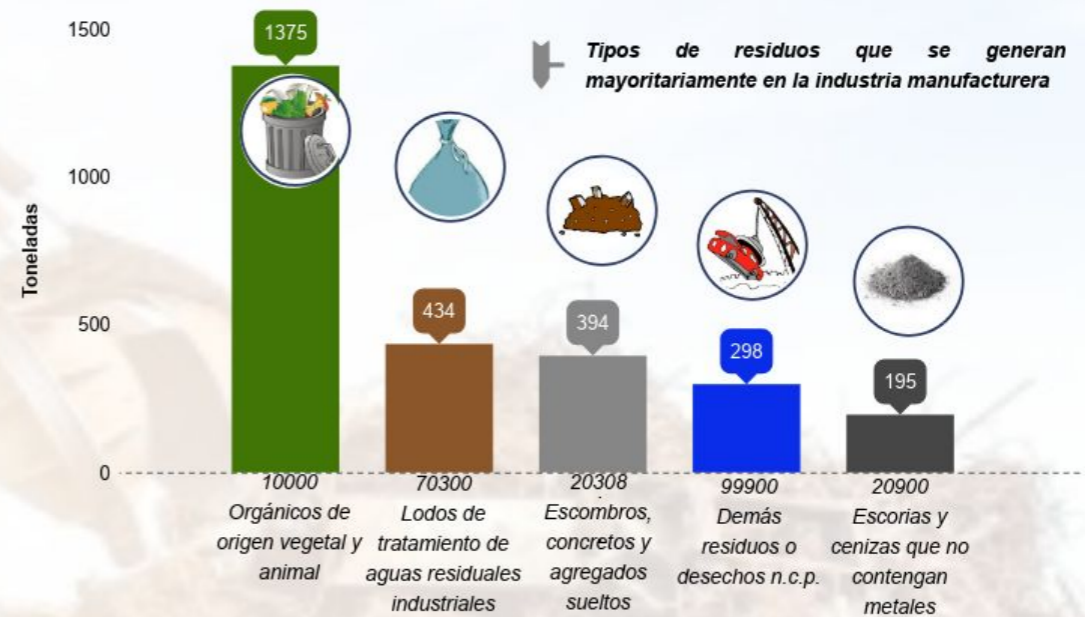 1500
1375
Tipos de residuos que se generan
mayoritariamente en la industria manufacturera
1000
Toneladas
500
434
394
298
195
0
10000
Orgánicos de
origen vegetal y
animal
70300
Lodos de
tratamiento de
aguas residuales
industriales
20308
Escombros,
concretos y
agregados
sueltos
99900
Demás
residuos o
desechos n.c.p.
20900
Escorias y
cenizas que no
contengan
metales